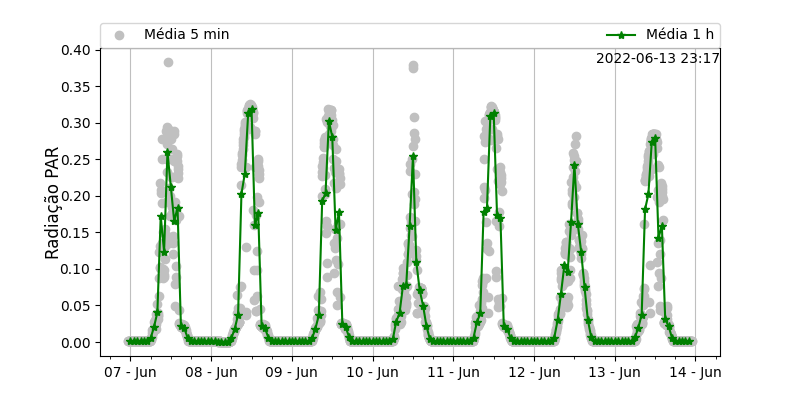 Média 5 min
Média 1 h
2022-06-13 23:17
Radiação PAR
0.40
0.35
0.30
0.25
0.20
0.15
0.10
0.05
0.00
07 - Jun
08 - Jun
09 - Jun
10 - Jun
11 - Jun
12 - Jun
13 - Jun
14 - Jun